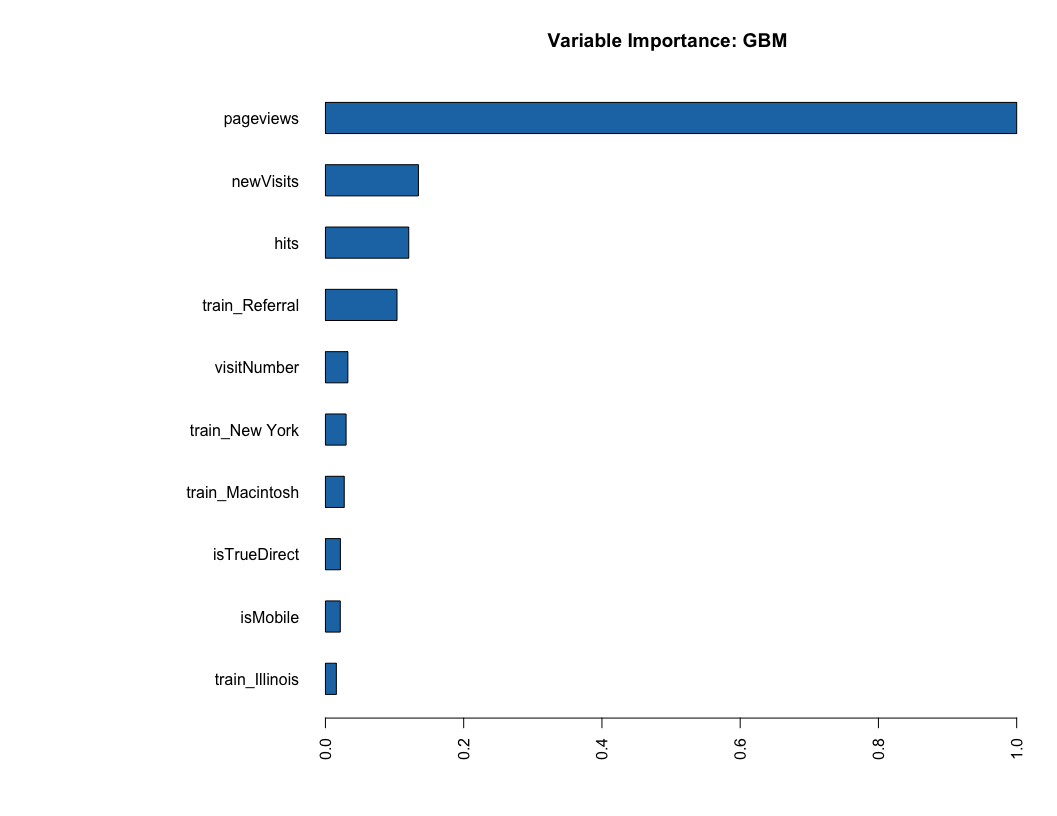 Variable Importance: GBM
pageviews
newVisits
hits
train_Referral
visitNumber
train_New York
train_Macintosh
isTrueDirect
isMobile
train_Illinois
0.0
0.2
0.4
0.6
0.8
1.0